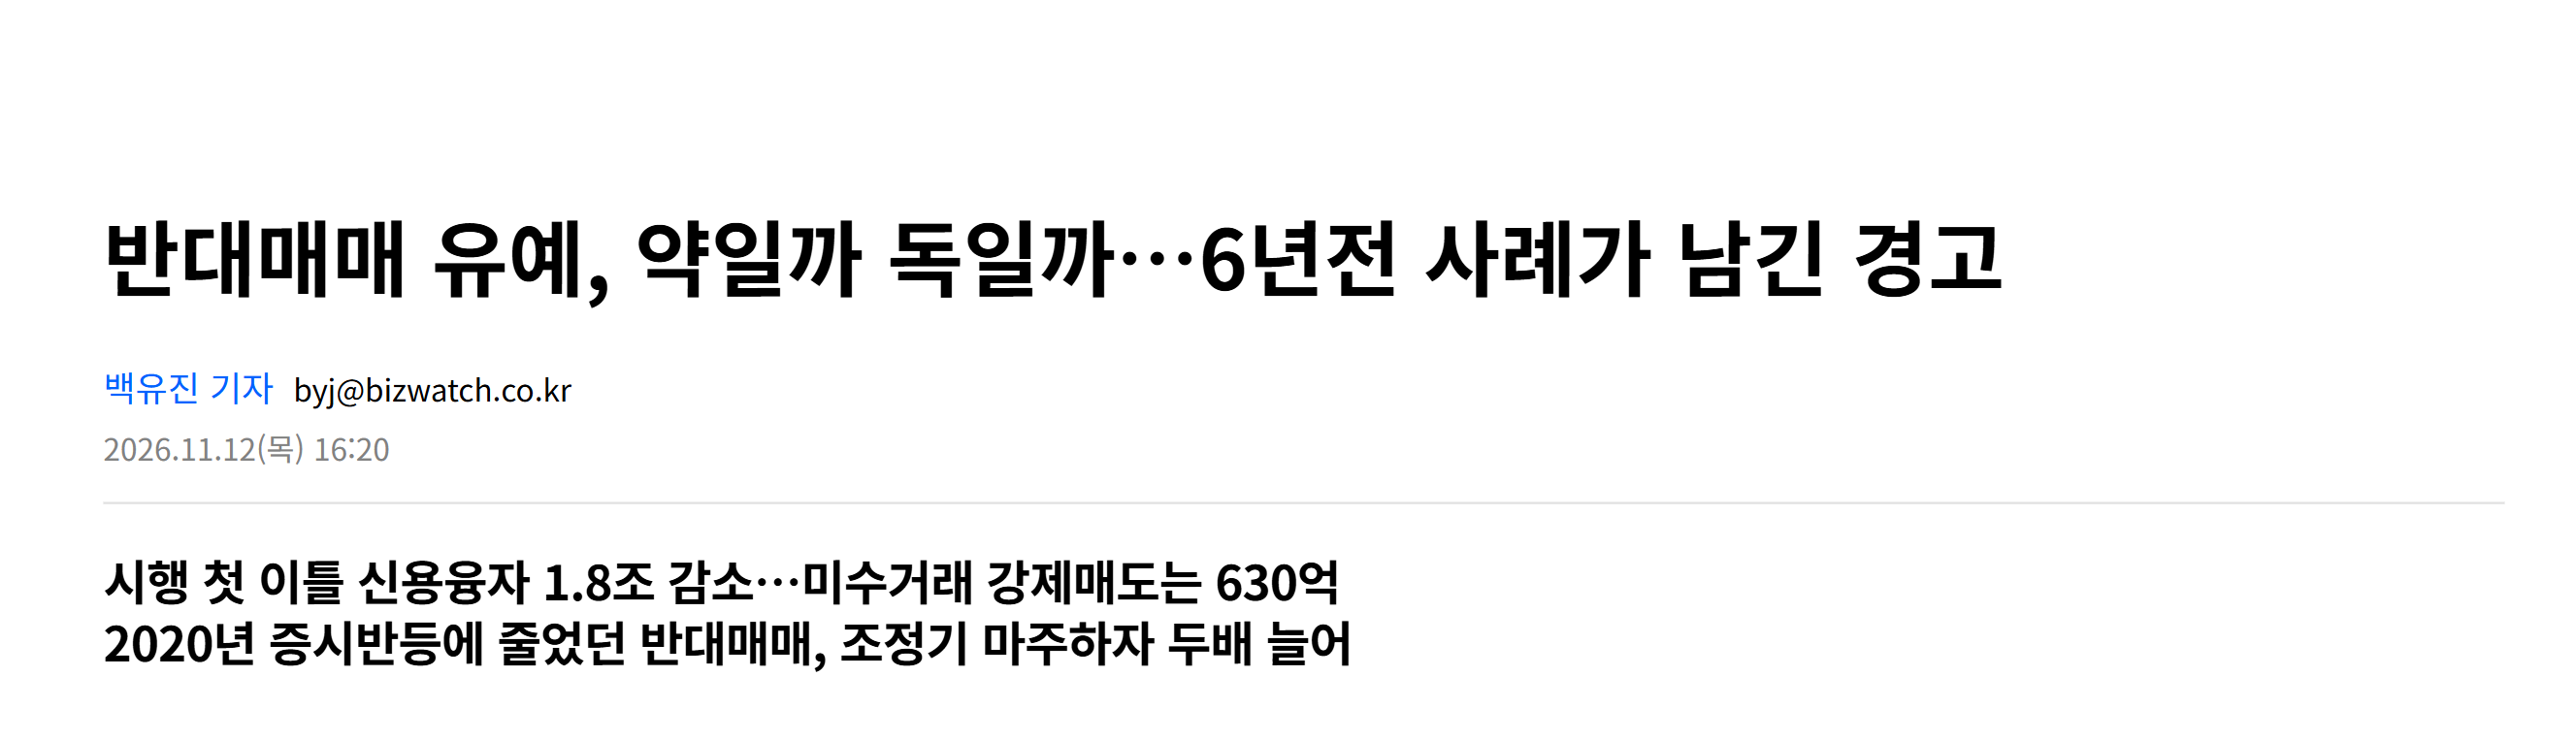 반대매매 유예, 약일까 독일까…6년전 사례가 남긴 경고
백유진 기자 byj@bizwatch.co.kr
2026.11.12(목) 16:20
시행 첫 이틀 신용융자 1.8조 감소…미수거래 강제매도는 630억
2020년 증시반등에 줄었던 반대매매, 조정기 마주하자 두배 늘어